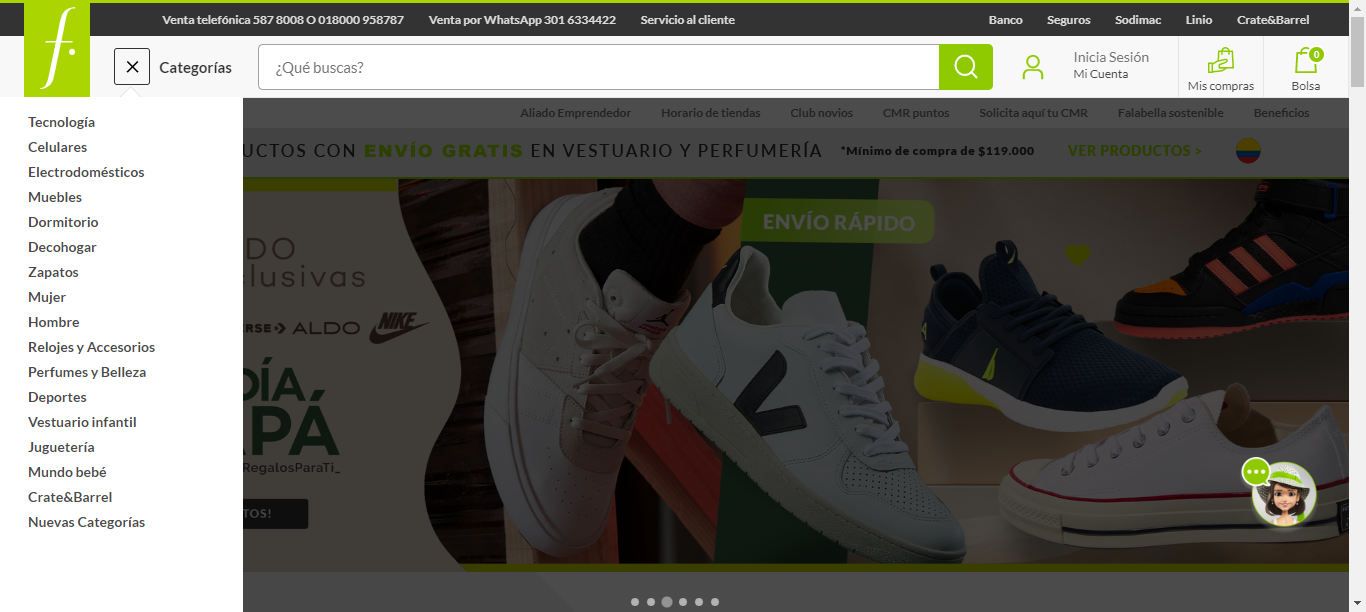 Venta telefónica 587 8008 O 018000 958787 Venta por WhatsApp 301 6334422 Servicio al cliente Banco Seguros Sodimac Linio Crate&Barrel
f.
Categorías ¿Qué buscas? Inicia Sesión
Mi Cuenta
Mis compras
0
Bolsa
Aliado Emprendedor Horario de tiendas Club novios CMR puntos Solicita aquí tu CMR Falabella sostenible Beneficios
UCTOS CON ENVÍO GRATIS EN VESTUARIO Y PERFUMERÍA *Mínimo de compra de $119.000 VER PRODUCTOS >
Tecnología
Celulares
Electrodomésticos
Muebles
Dormitorio
Decohogar
Zapatos
Mujer
Hombre
Relojes y Accesorios
Perfumes y Belleza
Deportes
Vestuario infantil
Juguetería
Mundo bebé
Crate&Barrel
Nuevas Categorías
DO
lusivas
ERSE ALDO NIKE
DÍA
PÁ
RegalosParaTi_
TOS!
ENVÍO RÁPIDO